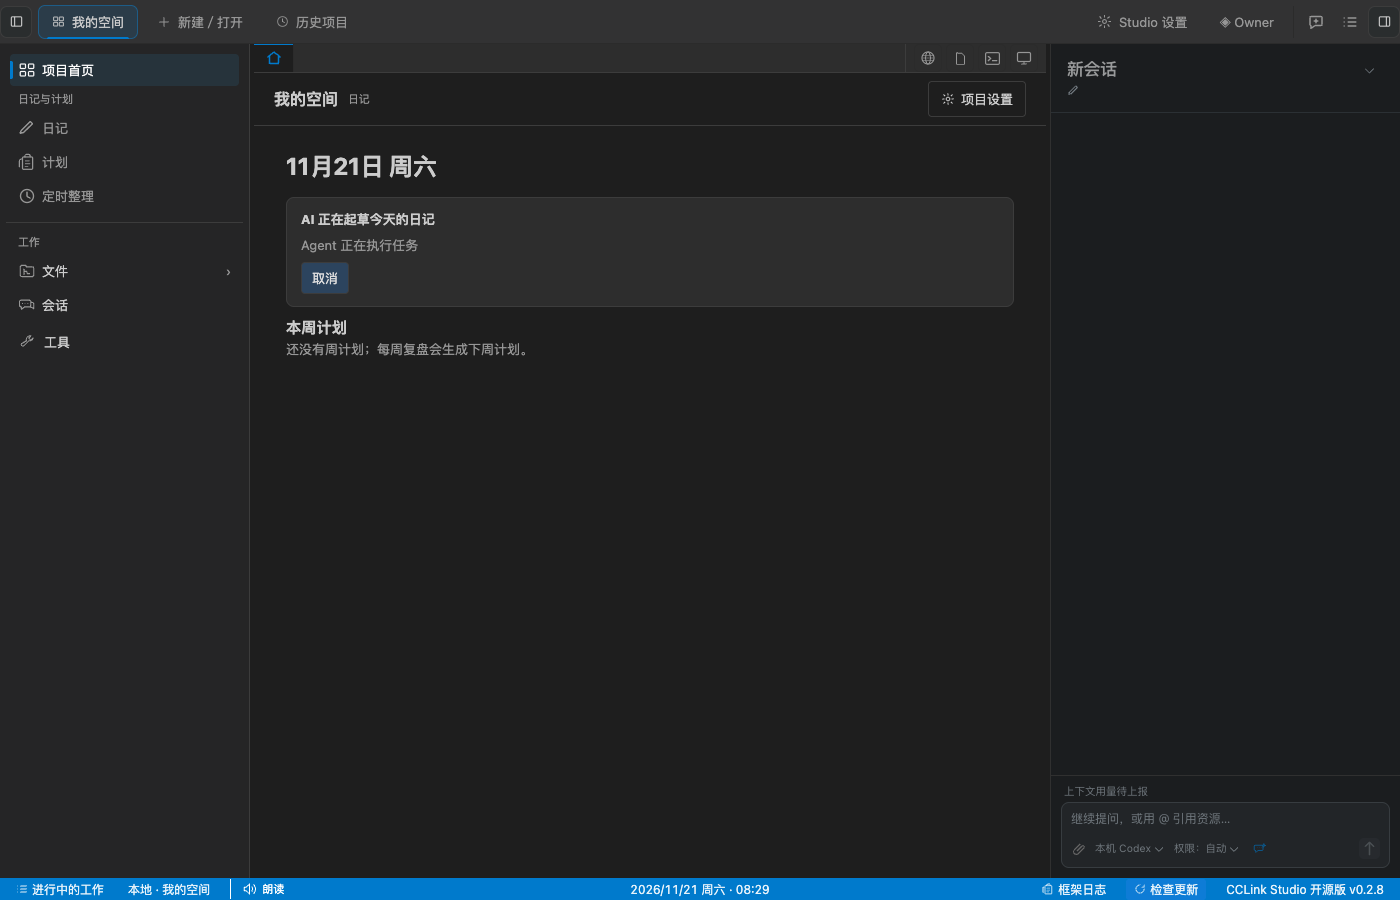 我的空间
新建 / 打开
历史项目
Studio 设置
Owner
项目首页
日记与计划
日记
计划
定时整理
工作
文件
会话
工具
我的空间 日记
项目设置
11月21日 周六
AI 正在起草今天的日记
Agent 正在执行任务
取消
本周计划
还没有周计划；每周复盘会生成下周计划。
新会话
上下文用量待上报
继续提问，或用 @ 引用资源...
本机 Codex 权限：自动
进行中的工作
本地 · 我的空间
朗读
2026/11/21 周六 · 08:29
框架日志
检查更新
CCLink Studio 开源版 v0.2.8